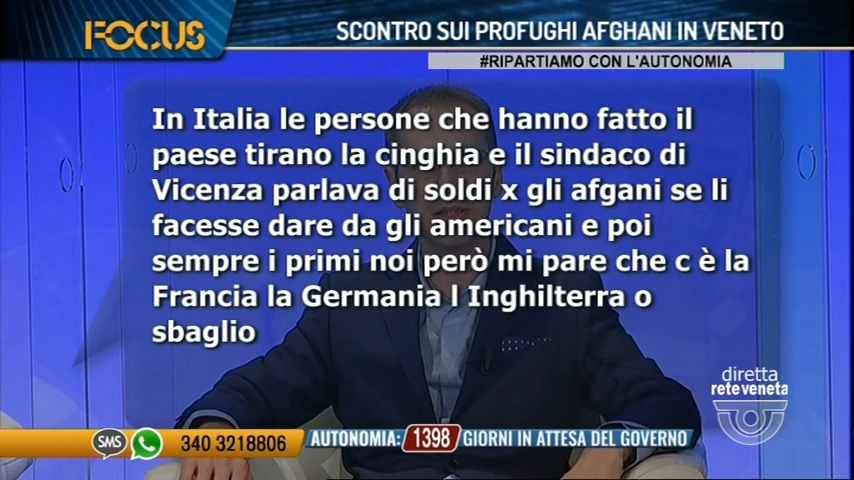 FOCUS
SCONTRO SUI PROFUGHI AFGHANI IN VENETO
#RIPARTIAMO CON L'AUTONOMIA
In Italia le persone che hanno fatto il
paese tirano la cinghia e il sindaco di
Vicenza parlava di soldi x gli afgani se li
facesse dare da gli americani e poi
sempre i primi noi però mi pare che c è la
Francia la Germania l Inghilterra o
sbaglio
diretta
reteveneta
SMS 340 3218806 AUTONOMIA: 1398 GIORNI IN ATTESA DEL GOVERNO